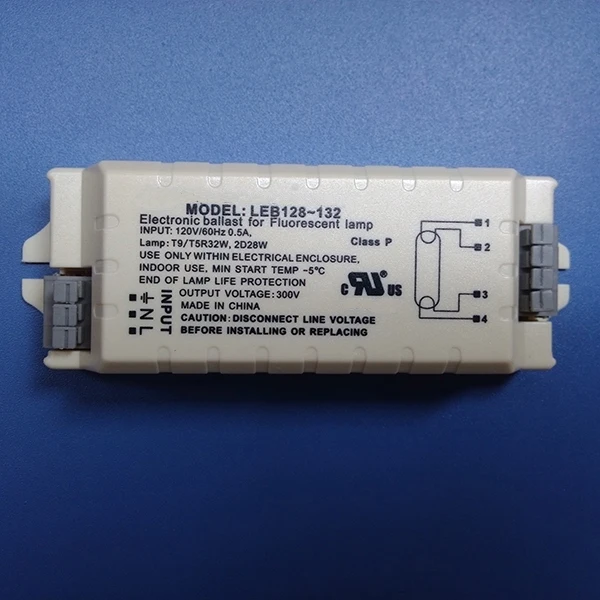 MODEL: LEB128~132
Electronic ballast for Fluorescent lamp
INPUT: 120V/60Hz 0.5A,
Lamp: T9/T5R32W, 2D28W
Class P
USE ONLY WITHIN ELECTRICAL ENCLOSURE,
INDOOR USE, MIN START TEMP -5℃
END OF LAMP LIFE PROTECTION
OUTPUT VOLTAGE: 300V
MADE IN CHINA
CAUTION: DISCONNECT LINE VOLTAGE
BEFORE INSTALLING OR REPLACING
INPUT
N
L
c RU US
1
2
3
4